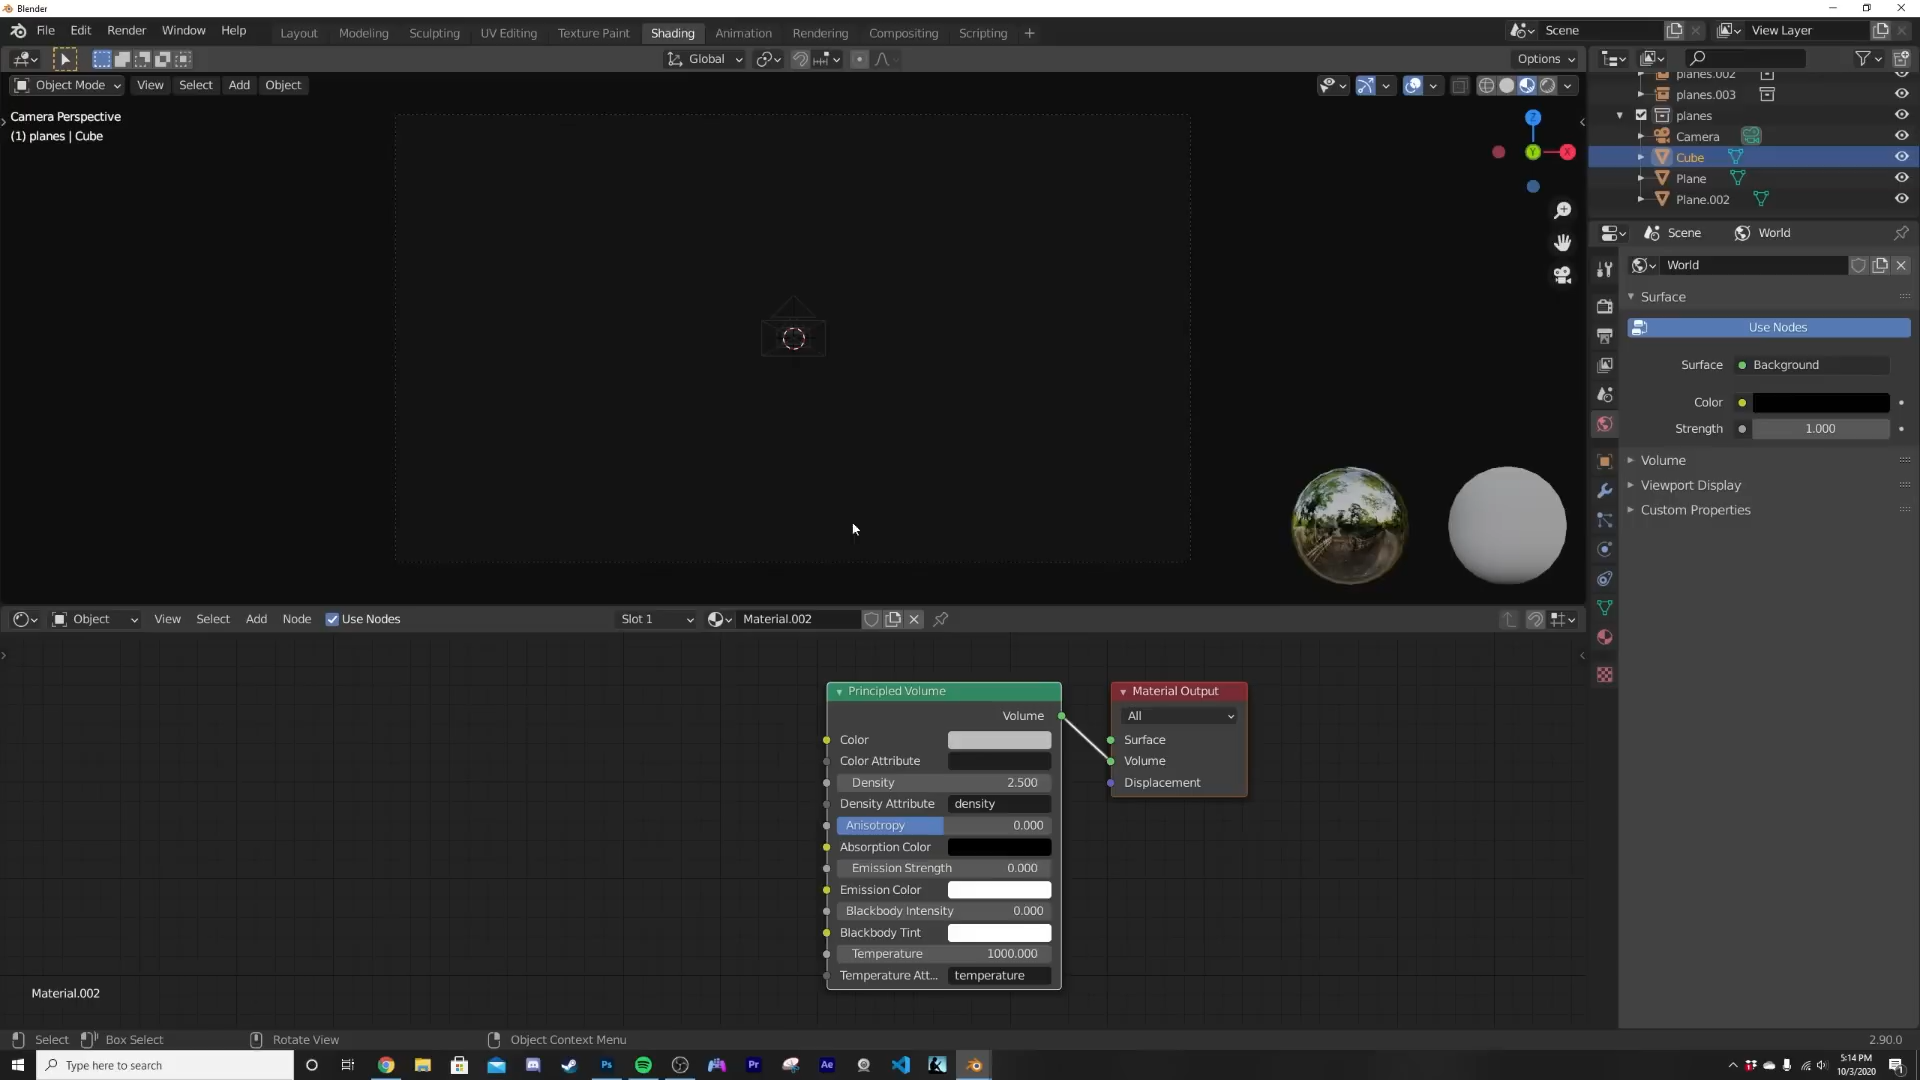 Blender
File Edit Render Window Help Layout Modeling Sculpting UV Editing Texture Paint Shading Animation Rendering Compositing Scripting + Scene View Layer
Global Options
Object Mode View Select Add Object
Camera Perspective
(1) planes | Cube
Z
Y
X
planes.002
planes.003
planes
Camera
Cube
Plane
Plane.002
Scene World
World
Surface
Use Nodes
Surface Background
Color
Strength 1.000
Volume
Viewport Display
Custom Properties
Object View Select Add Node Use Nodes Slot 1 Material.002
Principled Volume
Volume
Color
Color Attribute
Density 2.500
Density Attribute density
Anisotropy 0.000
Absorption Color
Emission Strength 0.000
Emission Color
Blackbody Intensity 0.000
Blackbody Tint
Temperature 1000.000
Temperature Att... temperature
Material Output
All
Surface
Volume
Displacement
Material.002
Select Box Select Rotate View Object Context Menu 2.90.0
Type here to search
Ps
Pr
Ae
5:14 PM
10/3/2020